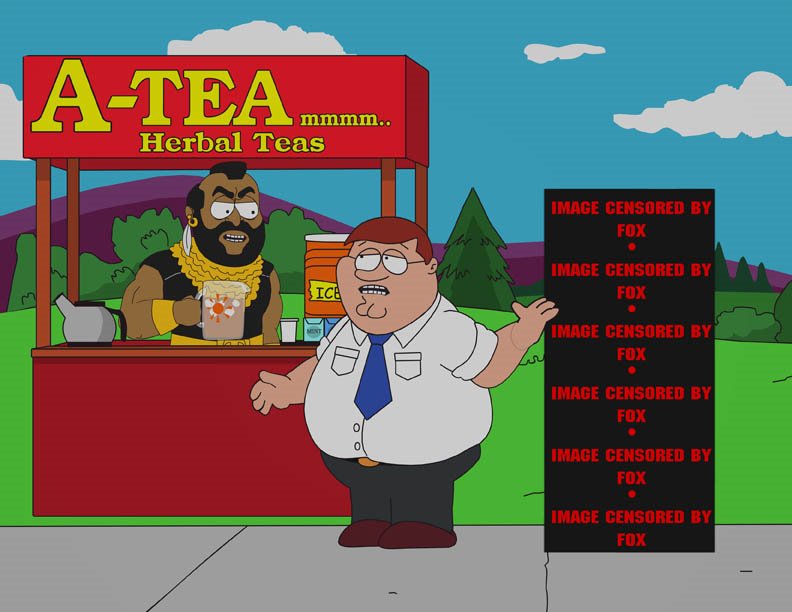 A-TEA mmmm..
Herbal Teas
ICE
MINT
IMAGE CENSORED BY
FOX
•
IMAGE CENSORED BY
FOX
•
IMAGE CENSORED BY
FOX
•
IMAGE CENSORED BY
FOX
•
IMAGE CENSORED BY
FOX
•
IMAGE CENSORED BY
FOX